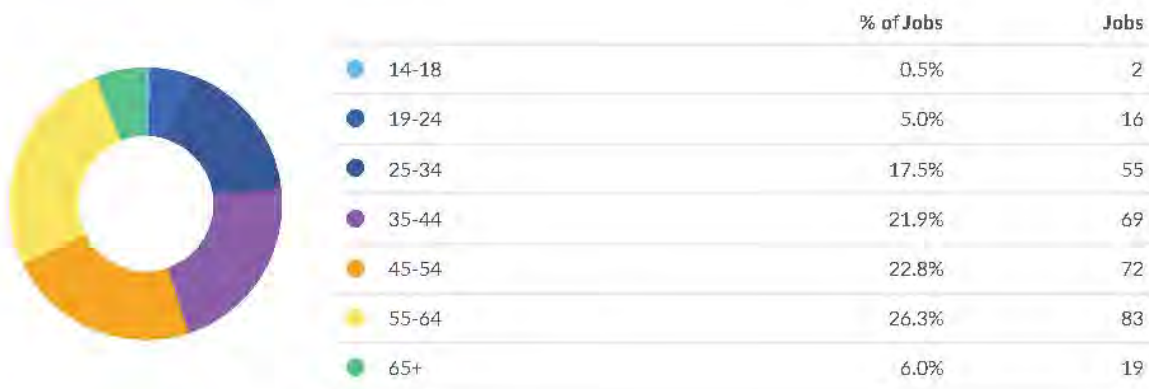 % of Jobs Jobs
14-18 0.5% 2
19-24 5.0% 16
25-34 17.5% 55
35-44 21.9% 69
45-54 22.8% 72
55-64 26.3% 83
65+ 6.0% 19